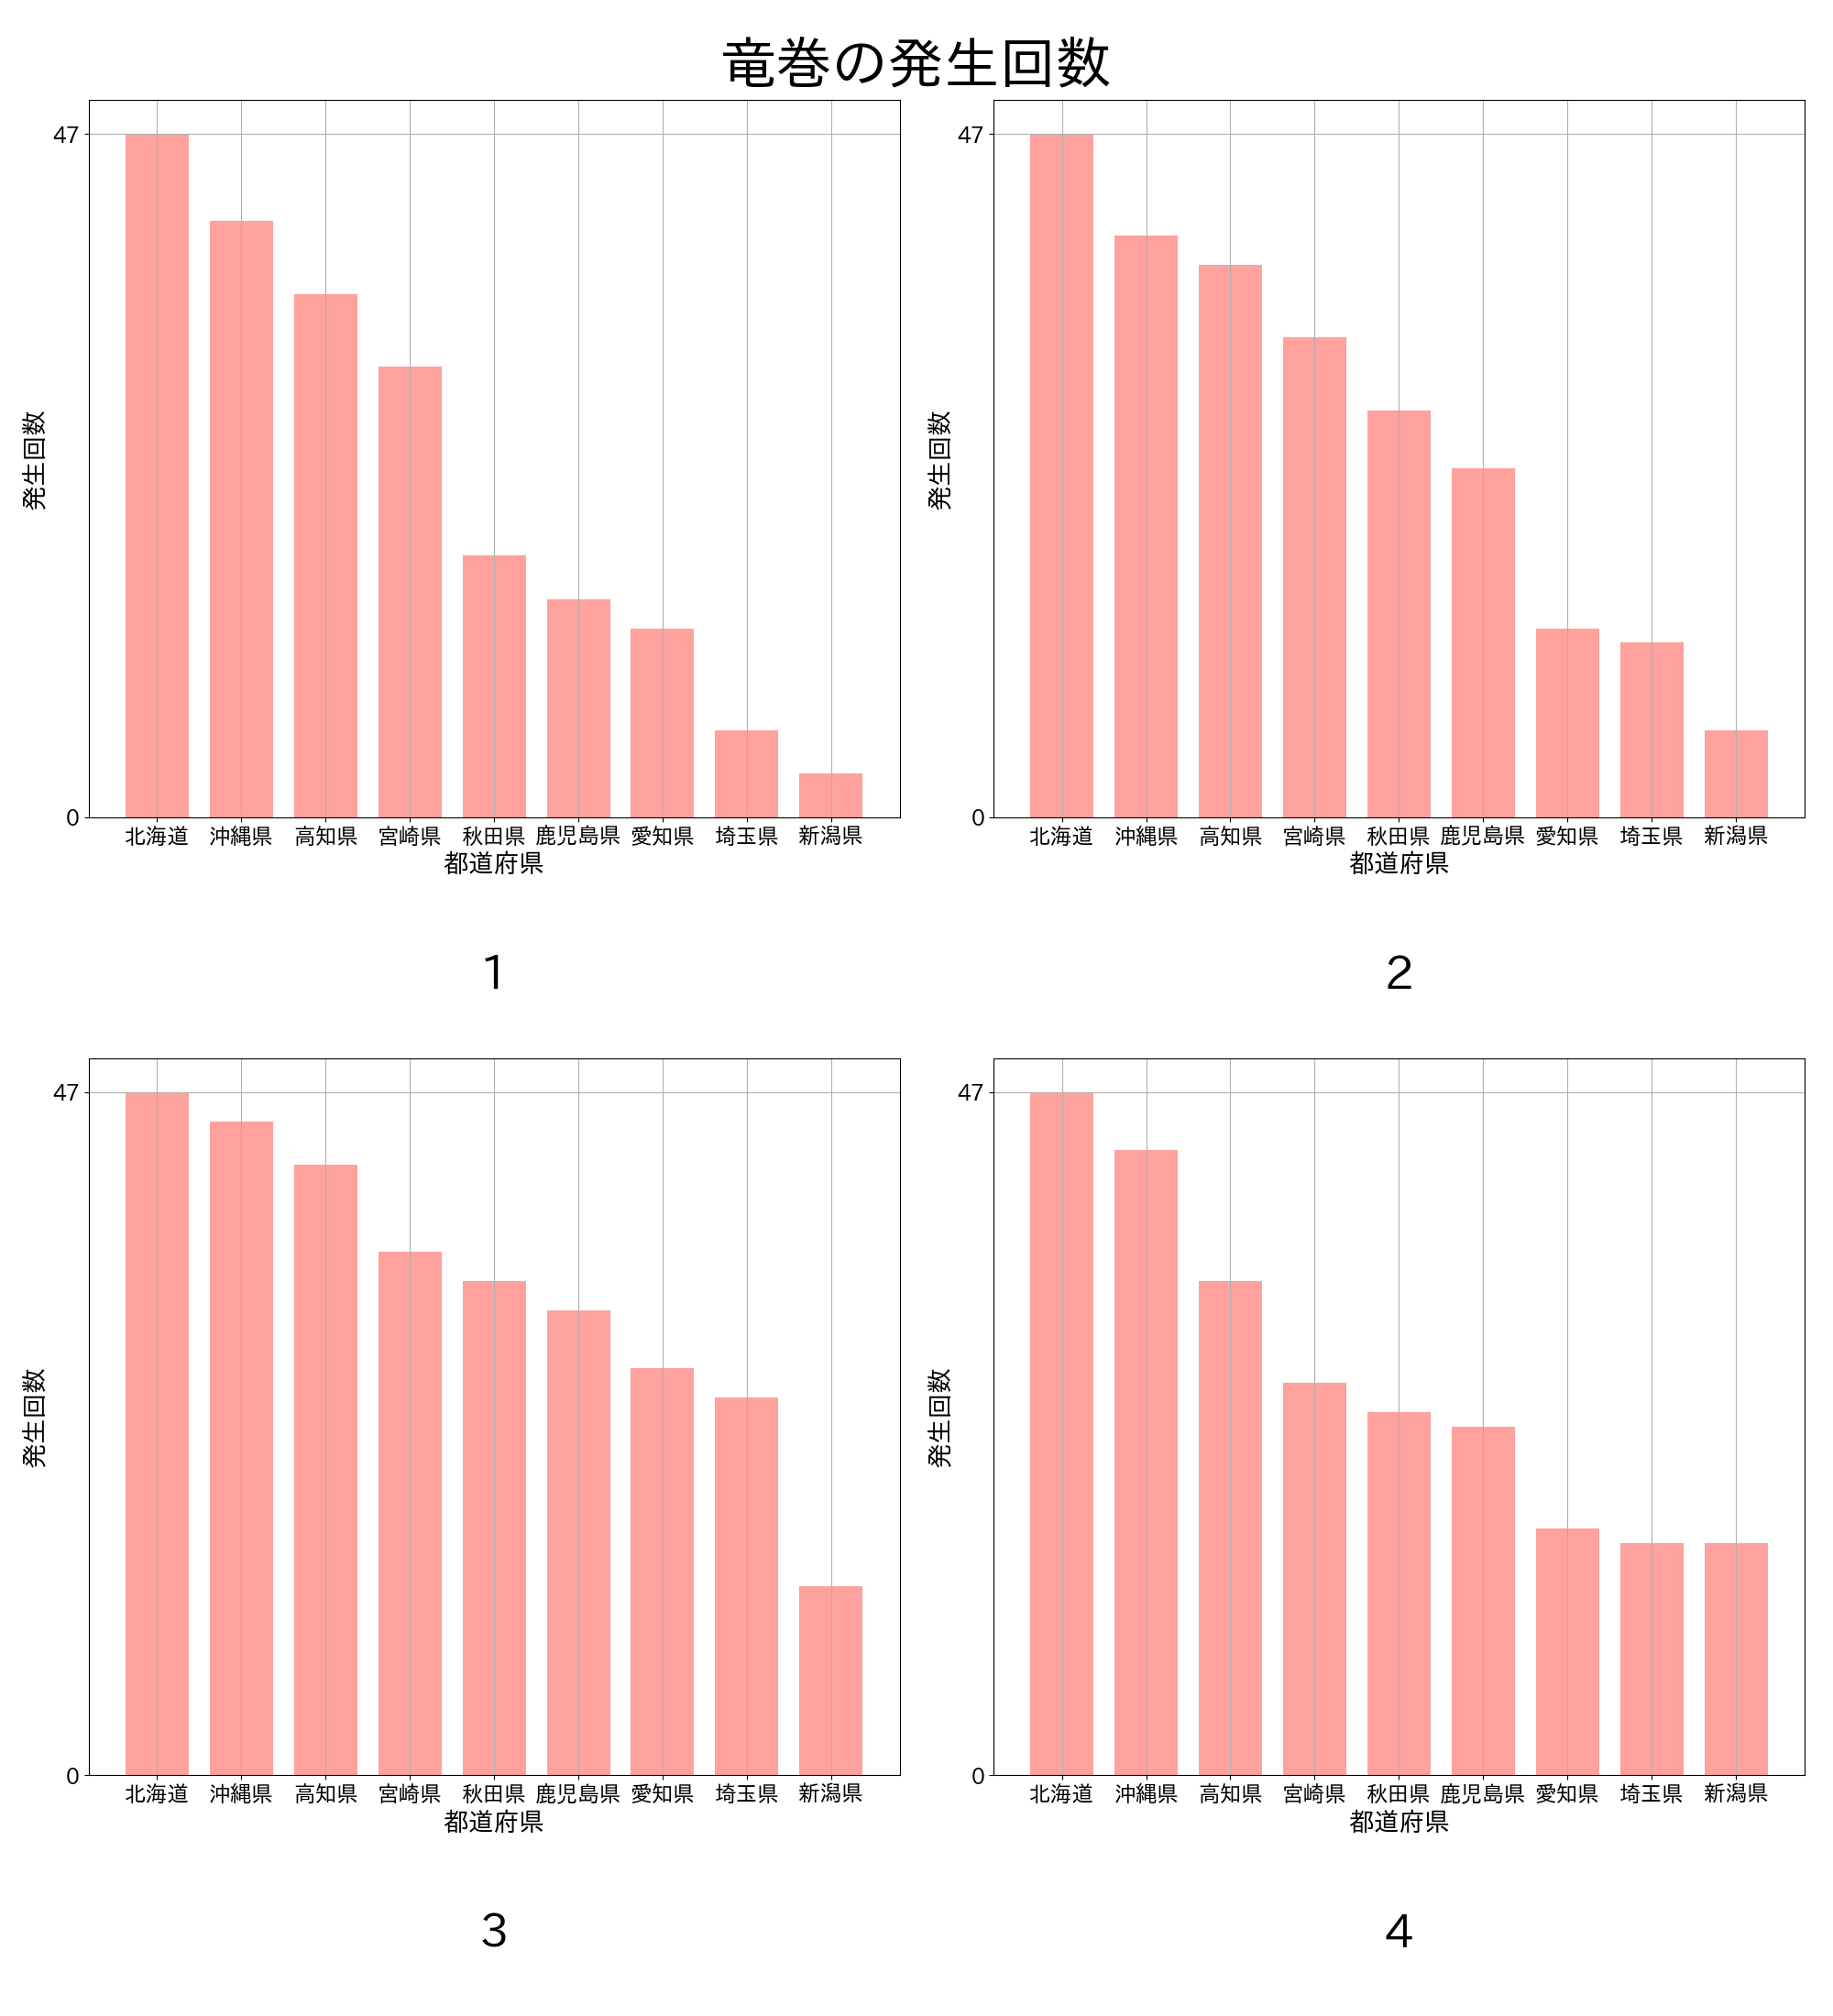 竜巻の発生回数
47
0
発生回数
北海道 沖縄県 高知県 宮崎県 秋田県 鹿児島県 愛知県 埼玉県 新潟県
都道府県
1
47
0
発生回数
北海道 沖縄県 高知県 宮崎県 秋田県 鹿児島県 愛知県 埼玉県 新潟県
都道府県
2
47
0
発生回数
北海道 沖縄県 高知県 宮崎県 秋田県 鹿児島県 愛知県 埼玉県 新潟県
都道府県
3
47
0
発生回数
北海道 沖縄県 高知県 宮崎県 秋田県 鹿児島県 愛知県 埼玉県 新潟県
都道府県
4